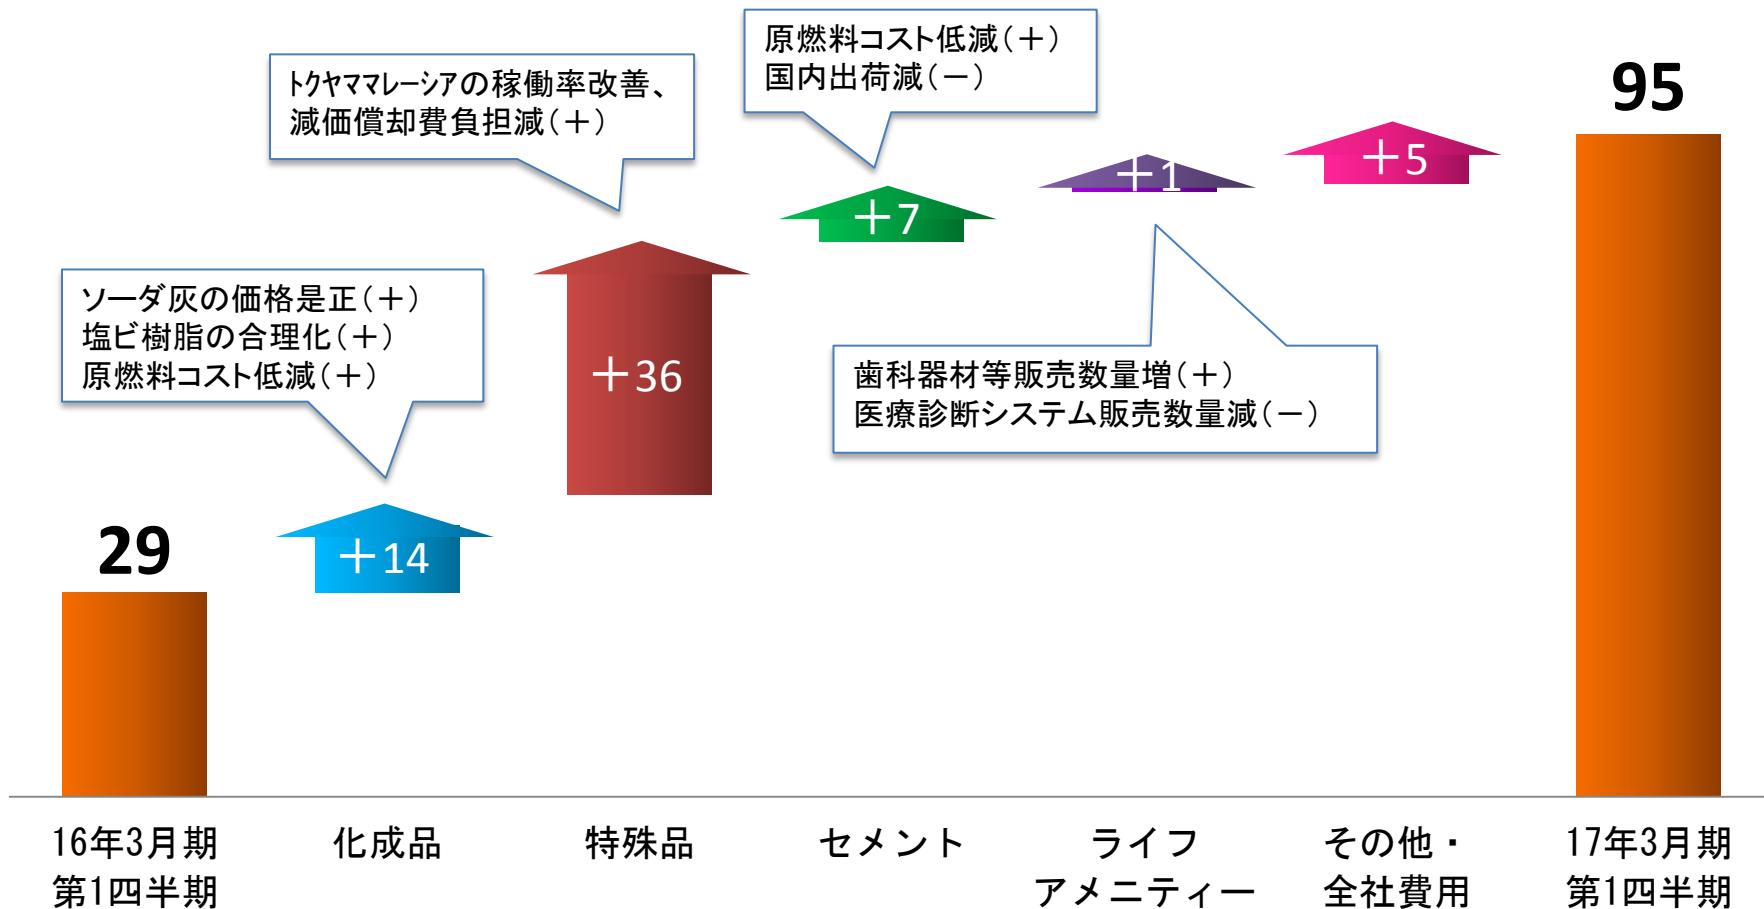 原燃料コスト低減(＋)
国内出荷減(－)
ﾄｸﾔﾏﾏﾚｰｼｱの稼働率改善、
減価償却費負担減(＋)
95
＋5
＋1
＋7
ソーダ灰の価格是正(＋)
塩ビ樹脂の合理化(＋)
原燃料コスト低減(＋)
＋36
歯科器材等販売数量増(＋)
医療診断システム販売数量減(－)
29
＋14
16年3月期
第1四半期
化成品
特殊品
セメント
ライフ
アメニティー
その他・
全社費用
17年3月期
第1四半期